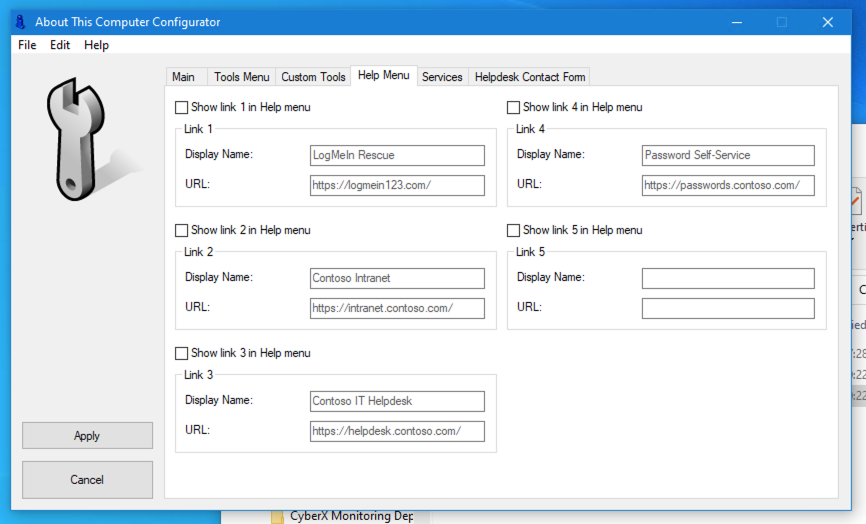 About This Computer Configurator
File Edit Help
Main Tools Menu Custom Tools Help Menu Services Helpdesk Contact Form
Show link 1 in Help menu
Link 1
Display Name: LogMeIn Rescue
URL: https://logmein123.com/
Show link 2 in Help menu
Link 2
Display Name: Contoso Intranet
URL: https://intranet.contoso.com/
Show link 3 in Help menu
Link 3
Display Name: Contoso IT Helpdesk
URL: https://helpdesk.contoso.com/
Show link 4 in Help menu
Link 4
Display Name: Password Self-Service
URL: https://passwords.contoso.com/
Show link 5 in Help menu
Link 5
Display Name:
URL:
Apply
Cancel
CyberX Monitoring Dep